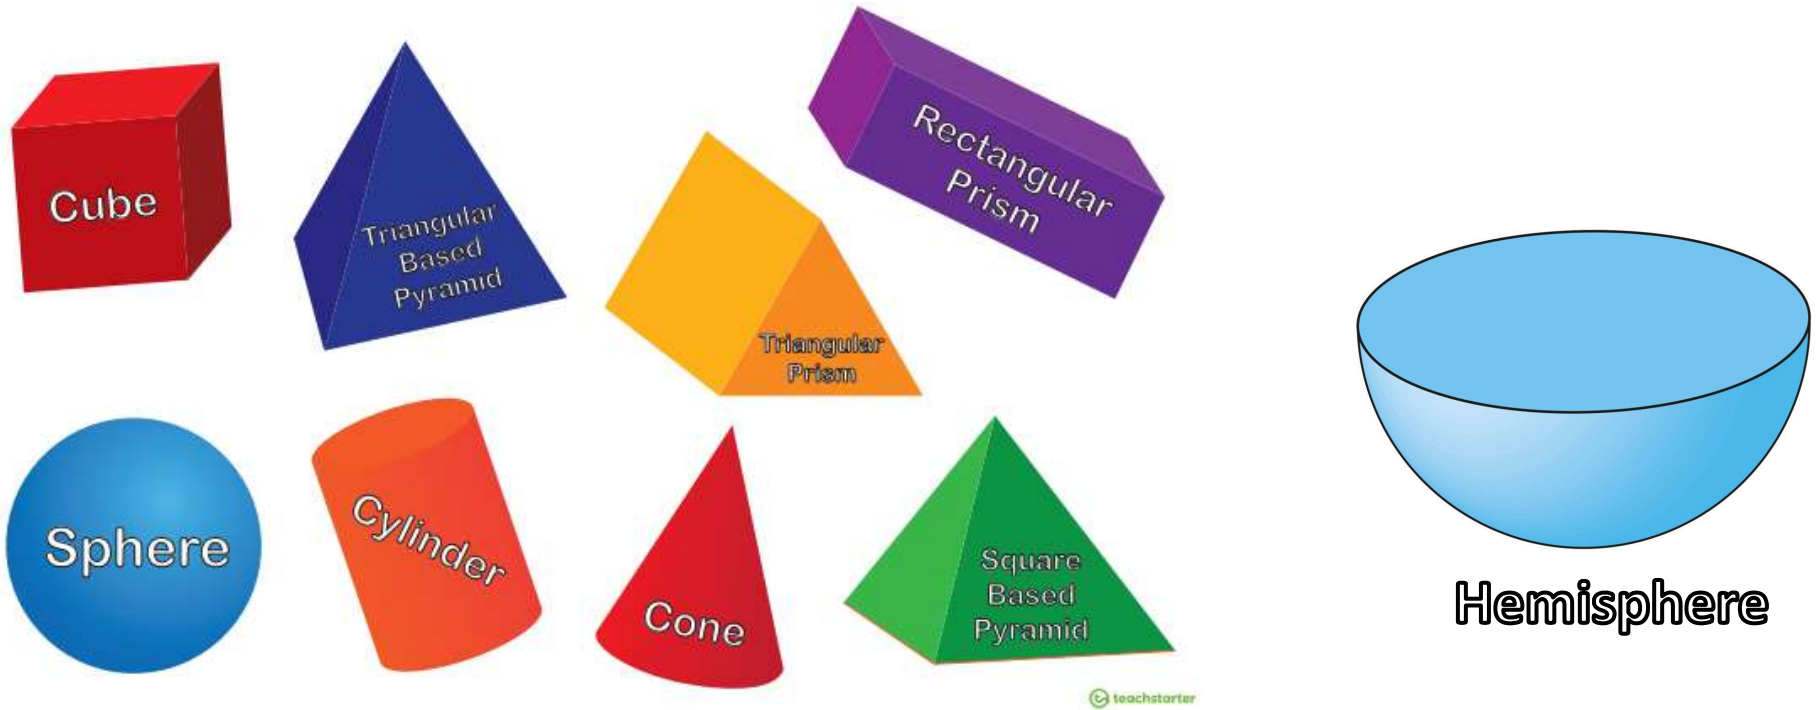 Cube
Triangular
Based
Pyramid
Triangular
Prism
Rectangular
Prism
Sphere
Cylinder
Cone
Square
Based
Pyramid
Hemisphere
teachstarter